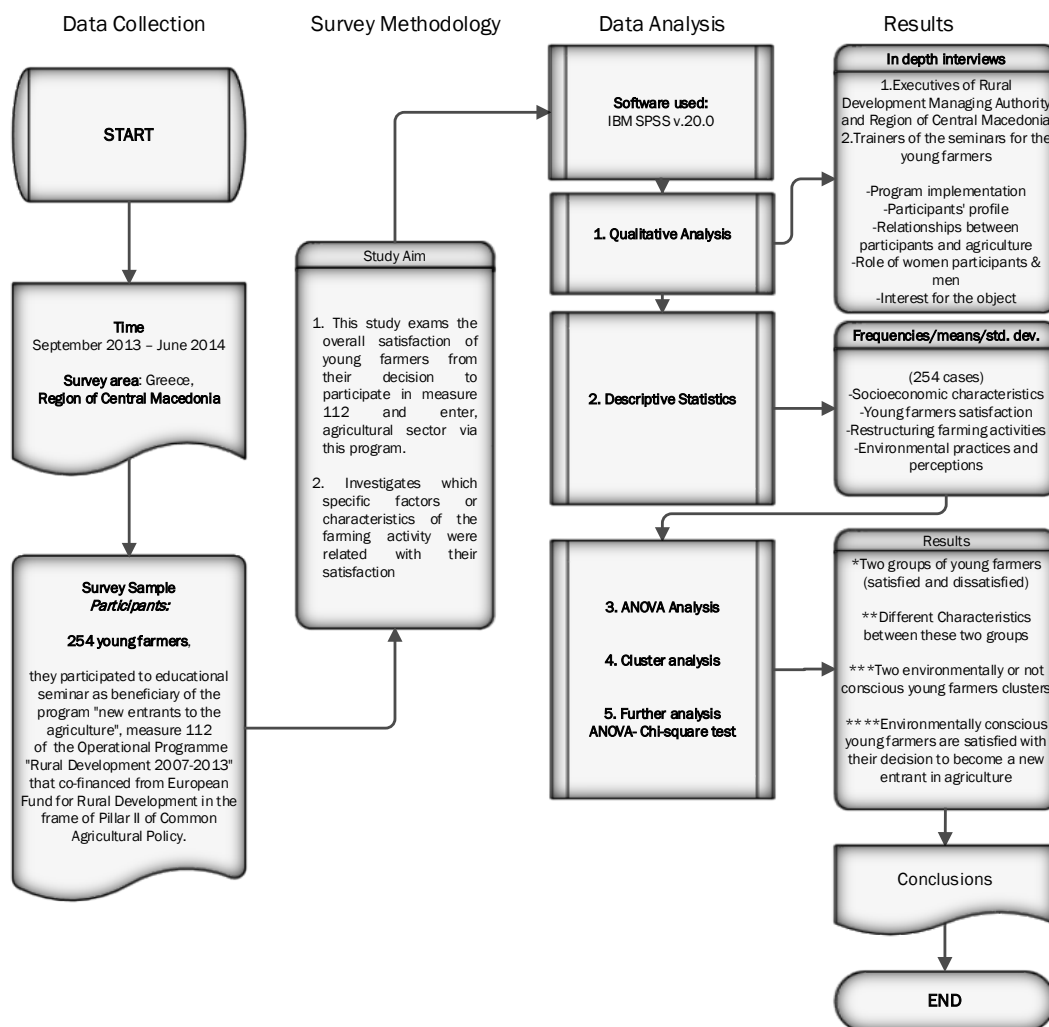 Data Collection
Survey Methodology
Data Analysis
Results
START
Time
September 2013 – June 2014
Survey area: Greece,
Region of Central Macedonia
Survey Sample
Participants:
254 young farmers,
they participated to educational
seminar as beneficiary of the
program "new entrants to the
agriculture", measure 112
of the Operational Programme
"Rural Development 2007-2013"
that co-financed from European
Fund for Rural Development in the
frame of Pillar II of Common
Agricultural Policy.
Study Aim
1. This study exams the
overall satisfaction of
young farmers from
their decision to
participate in measure
112 and enter,
agricultural sector via
this program.
2. Investigates which
specific factors or
characteristics of the
farming activity were
related with their
satisfaction
Software used:
IBM SPSS v.20.0
1. Qualitative Analysis
2. Descriptive Statistics
3. ANOVA Analysis
4. Cluster analysis
5. Further analysis
ANOVA- Chi-square test
In depth interviews
1.Executives of Rural
Development Managing Authority
and Region of Central Macedonia
2.Trainers of the seminars for the
young farmers
-Program implementation
-Participants' profile
-Relationships between
participants and agriculture
-Role of women participants &
men
-Interest for the object
Frequencies/means/std. dev.
(254 cases)
-Socioeconomic characteristics
-Young farmers satisfaction
-Restructuring farming activities
-Environmental practices and
perceptions
Results
*Two groups of young farmers
(satisfied and dissatisfied)
**Different Characteristics
between these two groups
***Two environmentally or not
conscious young farmers clusters
****Environmentally conscious
young farmers are satisfied with
their decision to become a new
entrant in agriculture
Conclusions
END